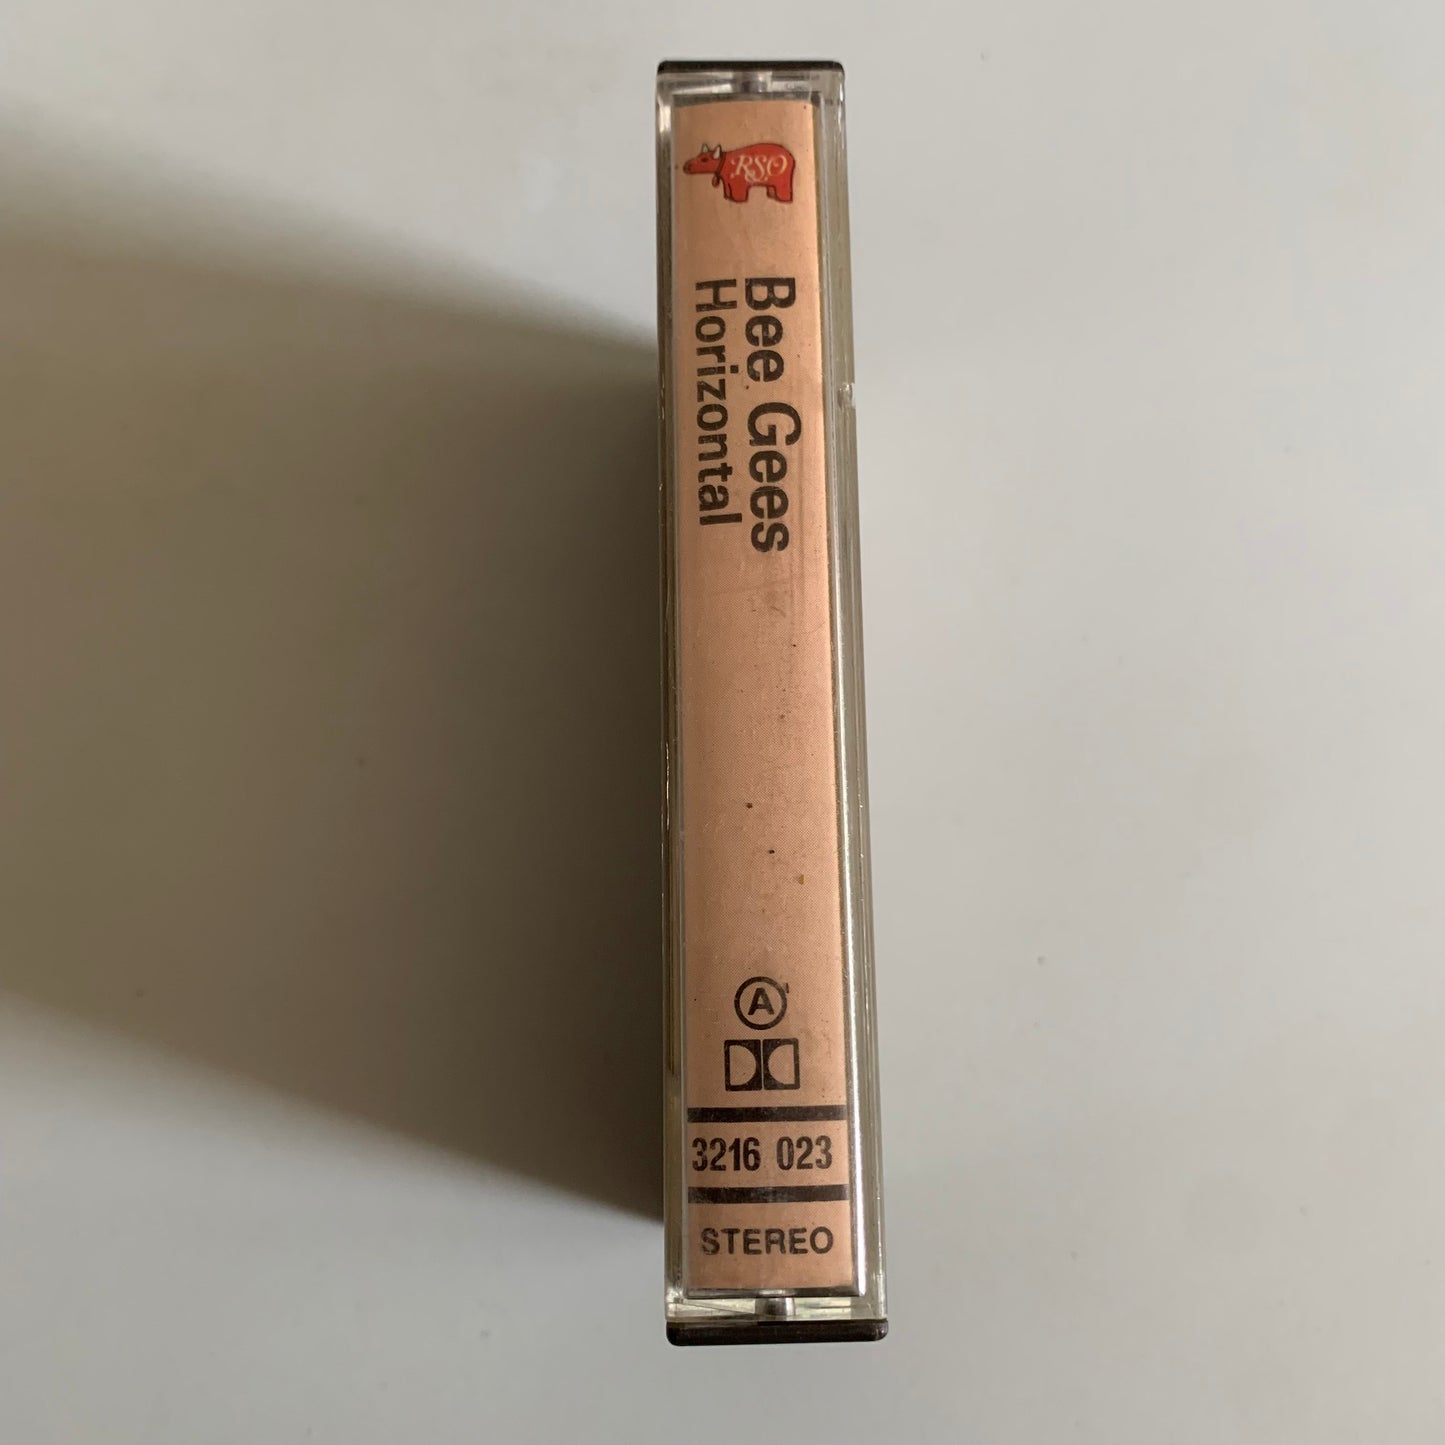 RSO
Bee Gees
Horizontal
A
3216 023
STEREO